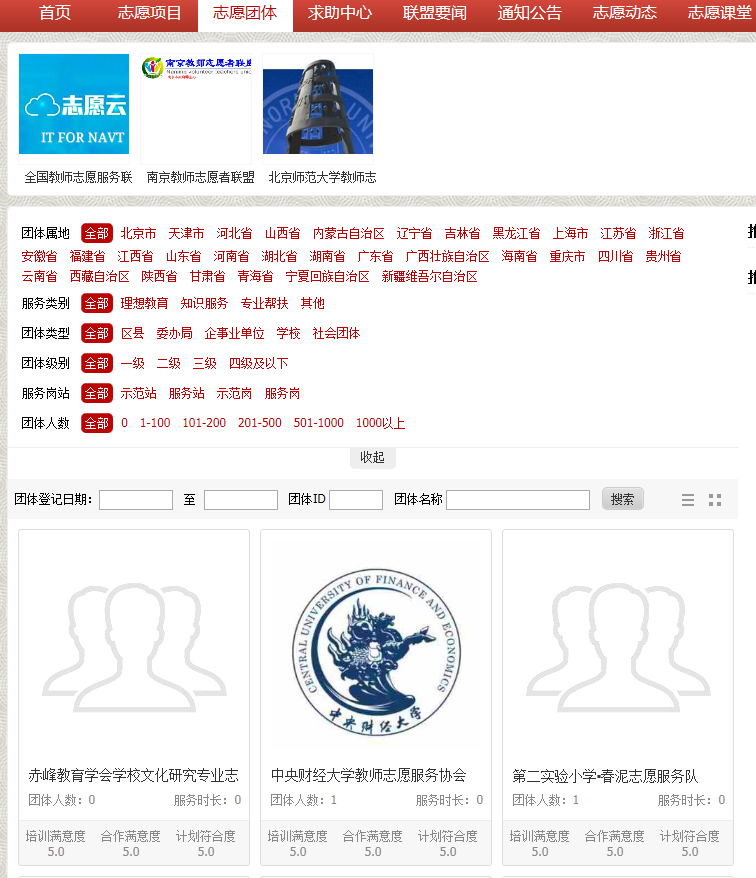 首页 志愿项目 志愿团体 求助中心 联盟要闻 通知公告 志愿动态 志愿课堂
志愿云
IT FOR NAVT
南京教师志愿者联
全国教师志愿服务联 南京教师志愿者联盟 北京师范大学教师志
团体属地 全部 北京市 天津市 河北省 山西省 内蒙古自治区 辽宁省 吉林省 黑龙江省 上海市 江苏省 浙江省
安徽省 福建省 江西省 山东省 河南省 湖北省 湖南省 广东省 广西壮族自治区 海南省 重庆市 四川省 贵州省
云南省 西藏自治区 陕西省 甘肃省 青海省 宁夏回族自治区 新疆维吾尔自治区
服务类别 全部 理想教育 知识服务 专业帮扶 其他
团体类型 全部 区县 委办局 企事业单位 学校 社会团体
团体级别 全部 一级 二级 三级 四级及以下
服务岗站 全部 示范站 服务站 示范岗 服务岗
团体人数 全部 0 1-100 101-200 201-500 501-1000 1000以上
收起
团体登记日期： 至 团体ID 团体名称 搜索
CENTRAL UNIVERSITY OF FINANCE AND ECONOMICS
中央财经大学
赤峰教育学会学校文化研究专业志 中央财经大学教师志愿服务协会 第二实验小学•春泥志愿服务队
团体人数：0 服务时长：0 团体人数：1 服务时长：0 团体人数：1 服务时长：0
培训满意度 合作满意度 计划符合度 培训满意度 合作满意度 计划符合度 培训满意度 合作满意度 计划符合度
5.0 5.0 5.0 5.0 5.0 5.0 5.0 5.0 5.0